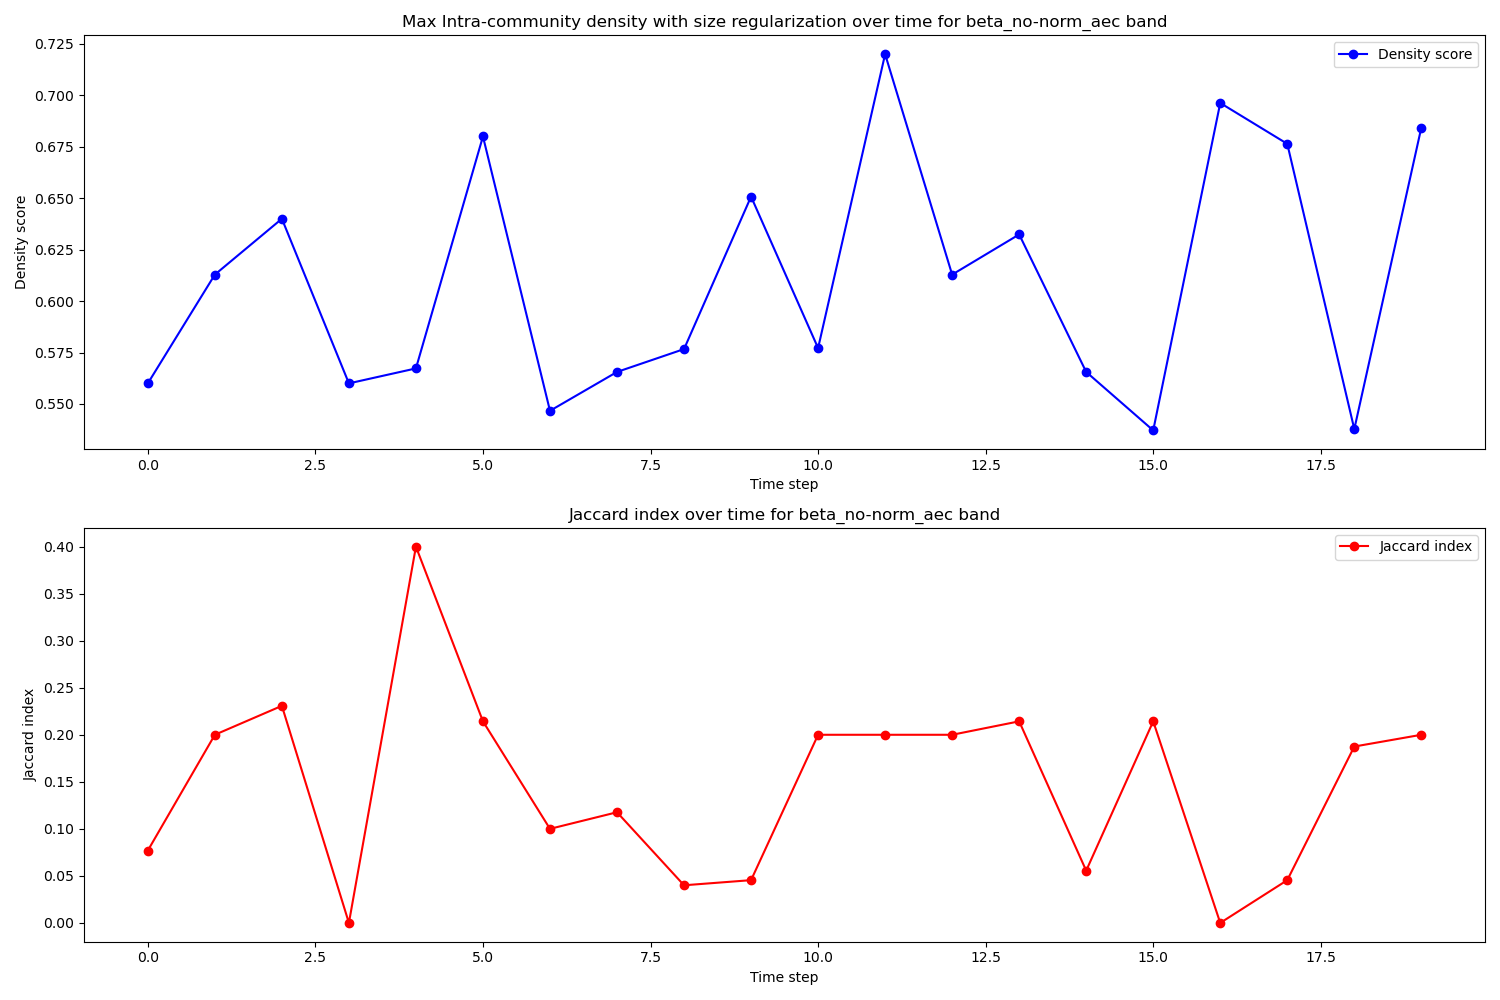 Max Intra-community density with size regularization over time for beta_no-norm_aec band
Density score
0.725
0.700
0.675
0.650
0.625
0.600
0.575
0.550
Density score
0.0 2.5 5.0 7.5 10.0 12.5 15.0 17.5
Time step
Jaccard index over time for beta_no-norm_aec band
Jaccard index
0.40
0.35
0.30
0.25
0.20
0.15
0.10
0.05
0.00
Jaccard index
0.0 2.5 5.0 7.5 10.0 12.5 15.0 17.5
Time step